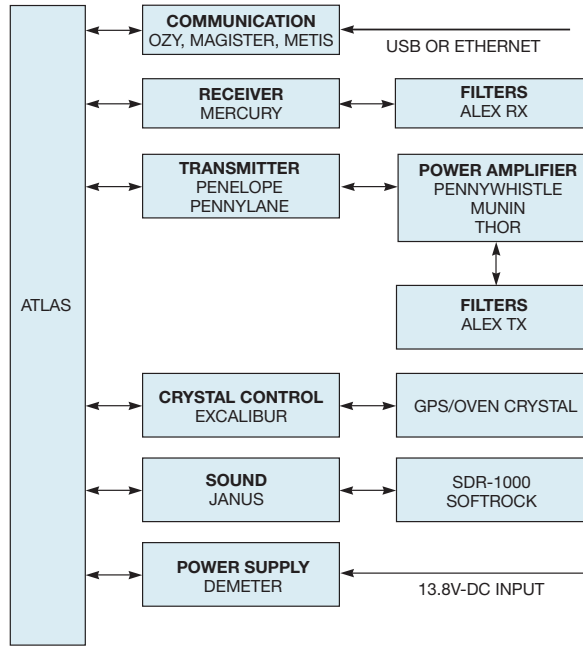 COMMUNICATION
OZY, MAGISTER, METIS
USB OR ETHERNET
RECEIVER
MERCURY
FILTERS
ALEX RX
TRANSMITTER
PENELOPE
PENNYLANE
POWER AMPLIFIER
PENNYWHISTLE
MUNIN
THOR
ATLAS
FILTERS
ALEX TX
CRYSTAL CONTROL
EXCALIBUR
GPS/OVEN CRYSTAL
SOUND
JANUS
SDR-1000
SOFTROCK
POWER SUPPLY
DEMETER
13.8V-DC INPUT